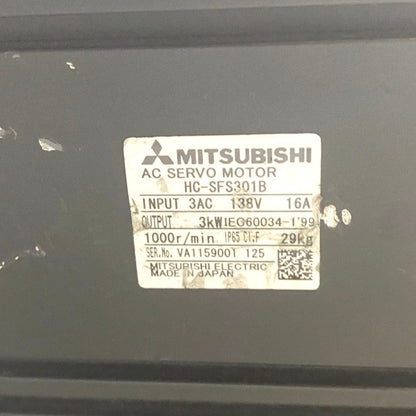 MITSUBISHI
AC SERVO MOTOR
HC-SFS301B
INPUT 3AC 138V 16A
OUTPUT 3kW IEC60034-1'99
1000r/min IP65 Cl.F 29kg
SER.No. VA1159001 125
MITSUBISHI ELECTRIC
MADE IN JAPAN